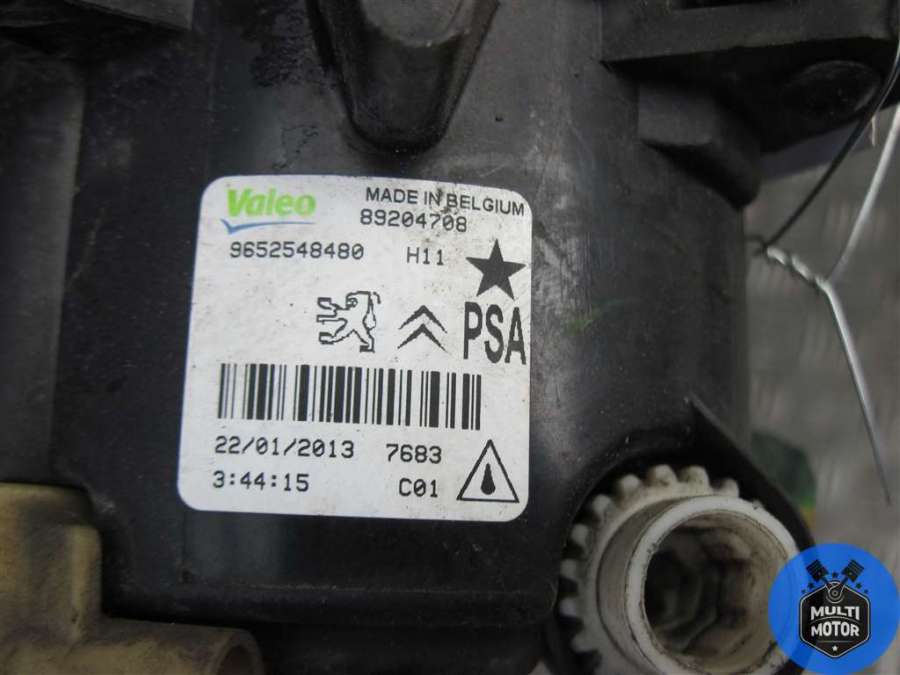 Valeo MADE IN BELGIUM
89204708
9652548480 H11
PSA
22/01/2013 7683
3:44:15 C01
MULTI
MOTOR